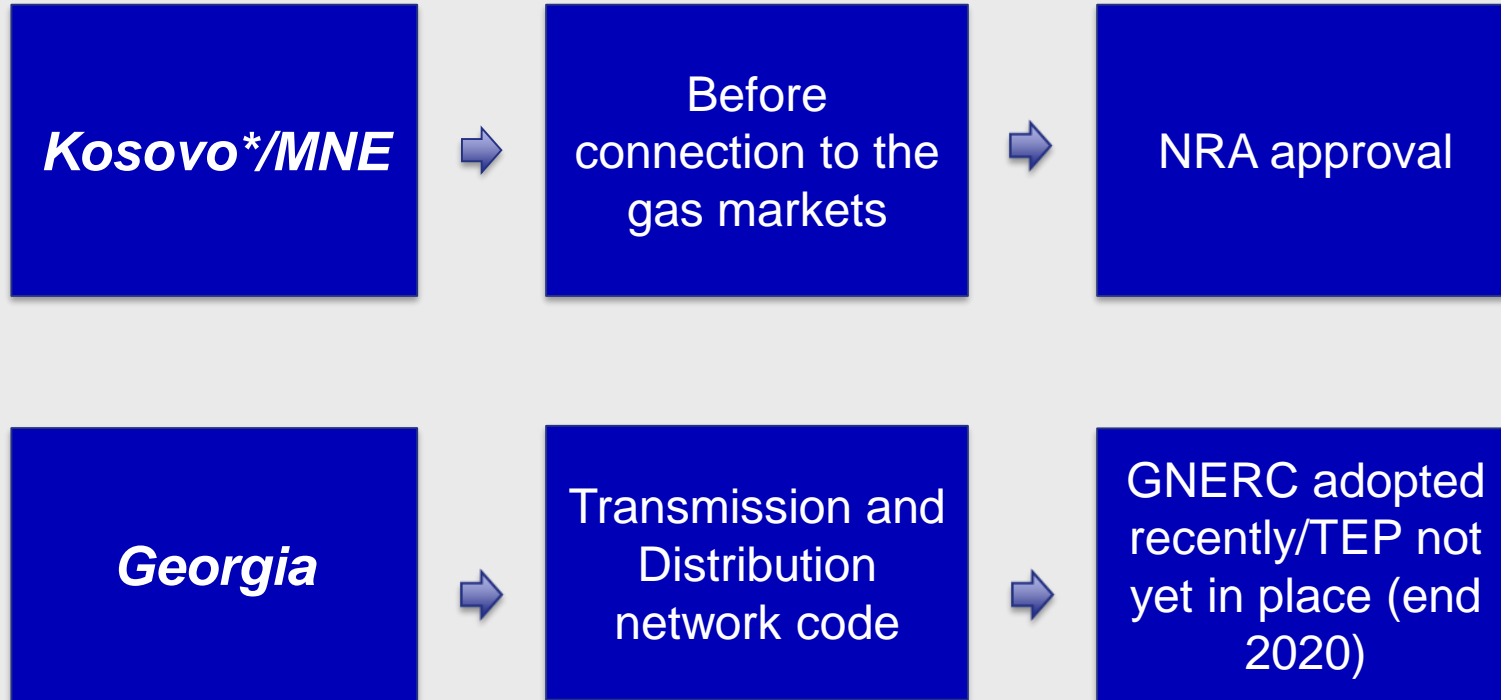 Kosovo*/MNE
Before
connection to the
gas markets
NRA approval
Georgia
Transmission and
Distribution
network code
GNERC adopted
recently/TEP not
yet in place (end
2020)